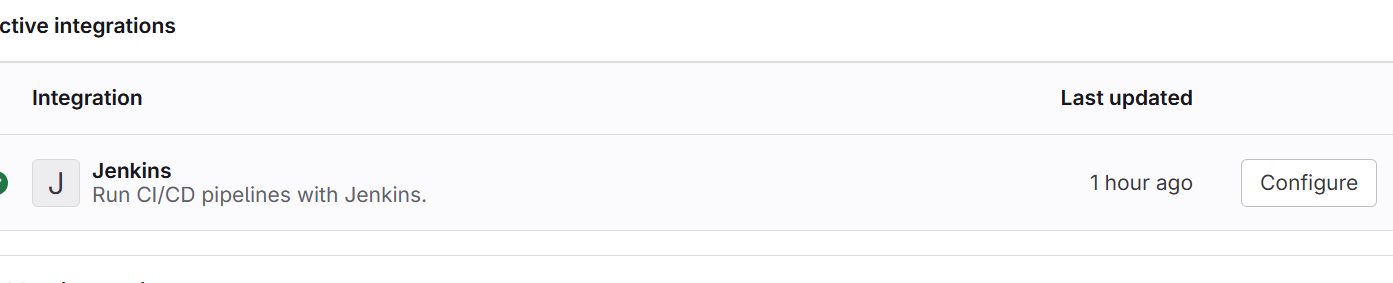 ctive integrations
Integration Last updated
J Jenkins
Run CI/CD pipelines with Jenkins.
1 hour ago Configure